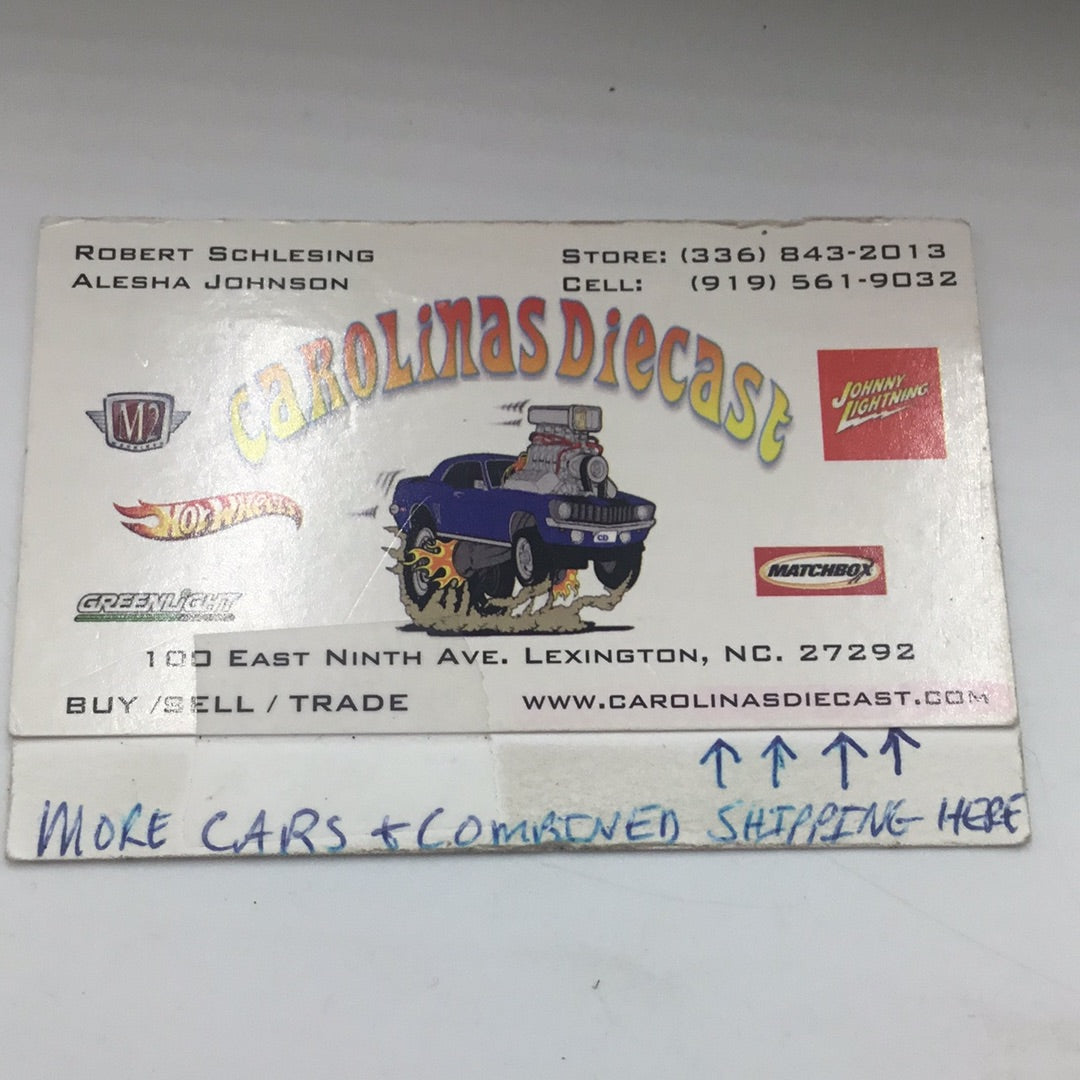 ROBERT SCHLESING
ALESHA JOHNSON
STORE: (336) 843-2013
CELL: (919) 561-9032
CAROLINAS DIECAST
M2
MACHINES
JOHNNY
LIGHTNING
HOT WHEELS
CD
MATCHBOX
GREENLIGHT
100 EAST NINTH AVE. LEXINGTON, NC. 27292
BUY /SELL / TRADE
WWW.CAROLINASDIECAST.COM
MORE CARS & COMBINED SHIPPING HERE